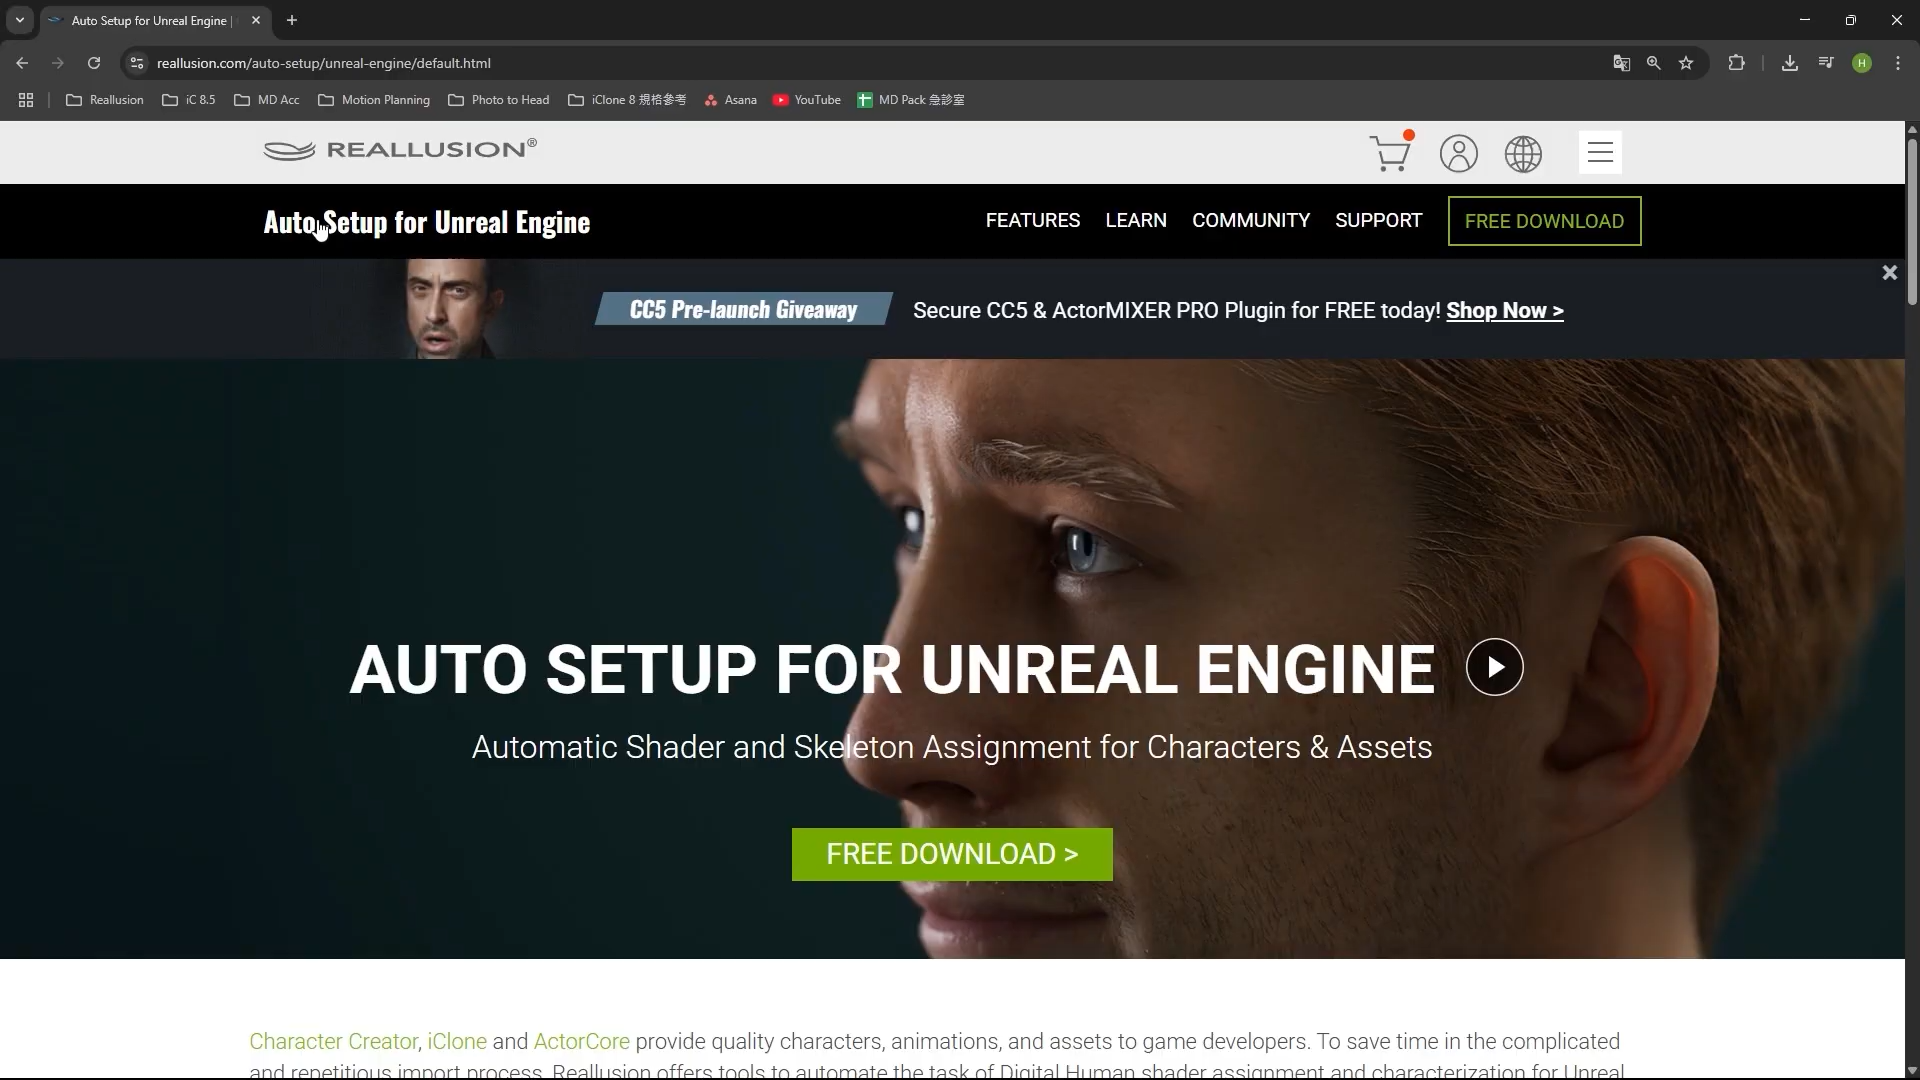 Auto Setup for Unreal Engine |
reallusion.com/auto-setup/unreal-engine/default.html
H
Reallusion
iC 8.5
MD Acc
Motion Planning
Photo to Head
iClone 8 規格參考
Asana
YouTube
MD Pack 急診室
REALLUSION®
Auto Setup for Unreal Engine
FEATURES
LEARN
COMMUNITY
SUPPORT
FREE DOWNLOAD
CC5 Pre-launch Giveaway
Secure CC5 & ActorMIXER PRO Plugin for FREE today! Shop Now >
AUTO SETUP FOR UNREAL ENGINE
Automatic Shader and Skeleton Assignment for Characters & Assets
FREE DOWNLOAD >
Character Creator, iClone and ActorCore provide quality characters, animations, and assets to game developers. To save time in the complicated
and repetitious import process, Reallusion offers tools to automate the task of Digital Human shader assignment and characterization for Unreal